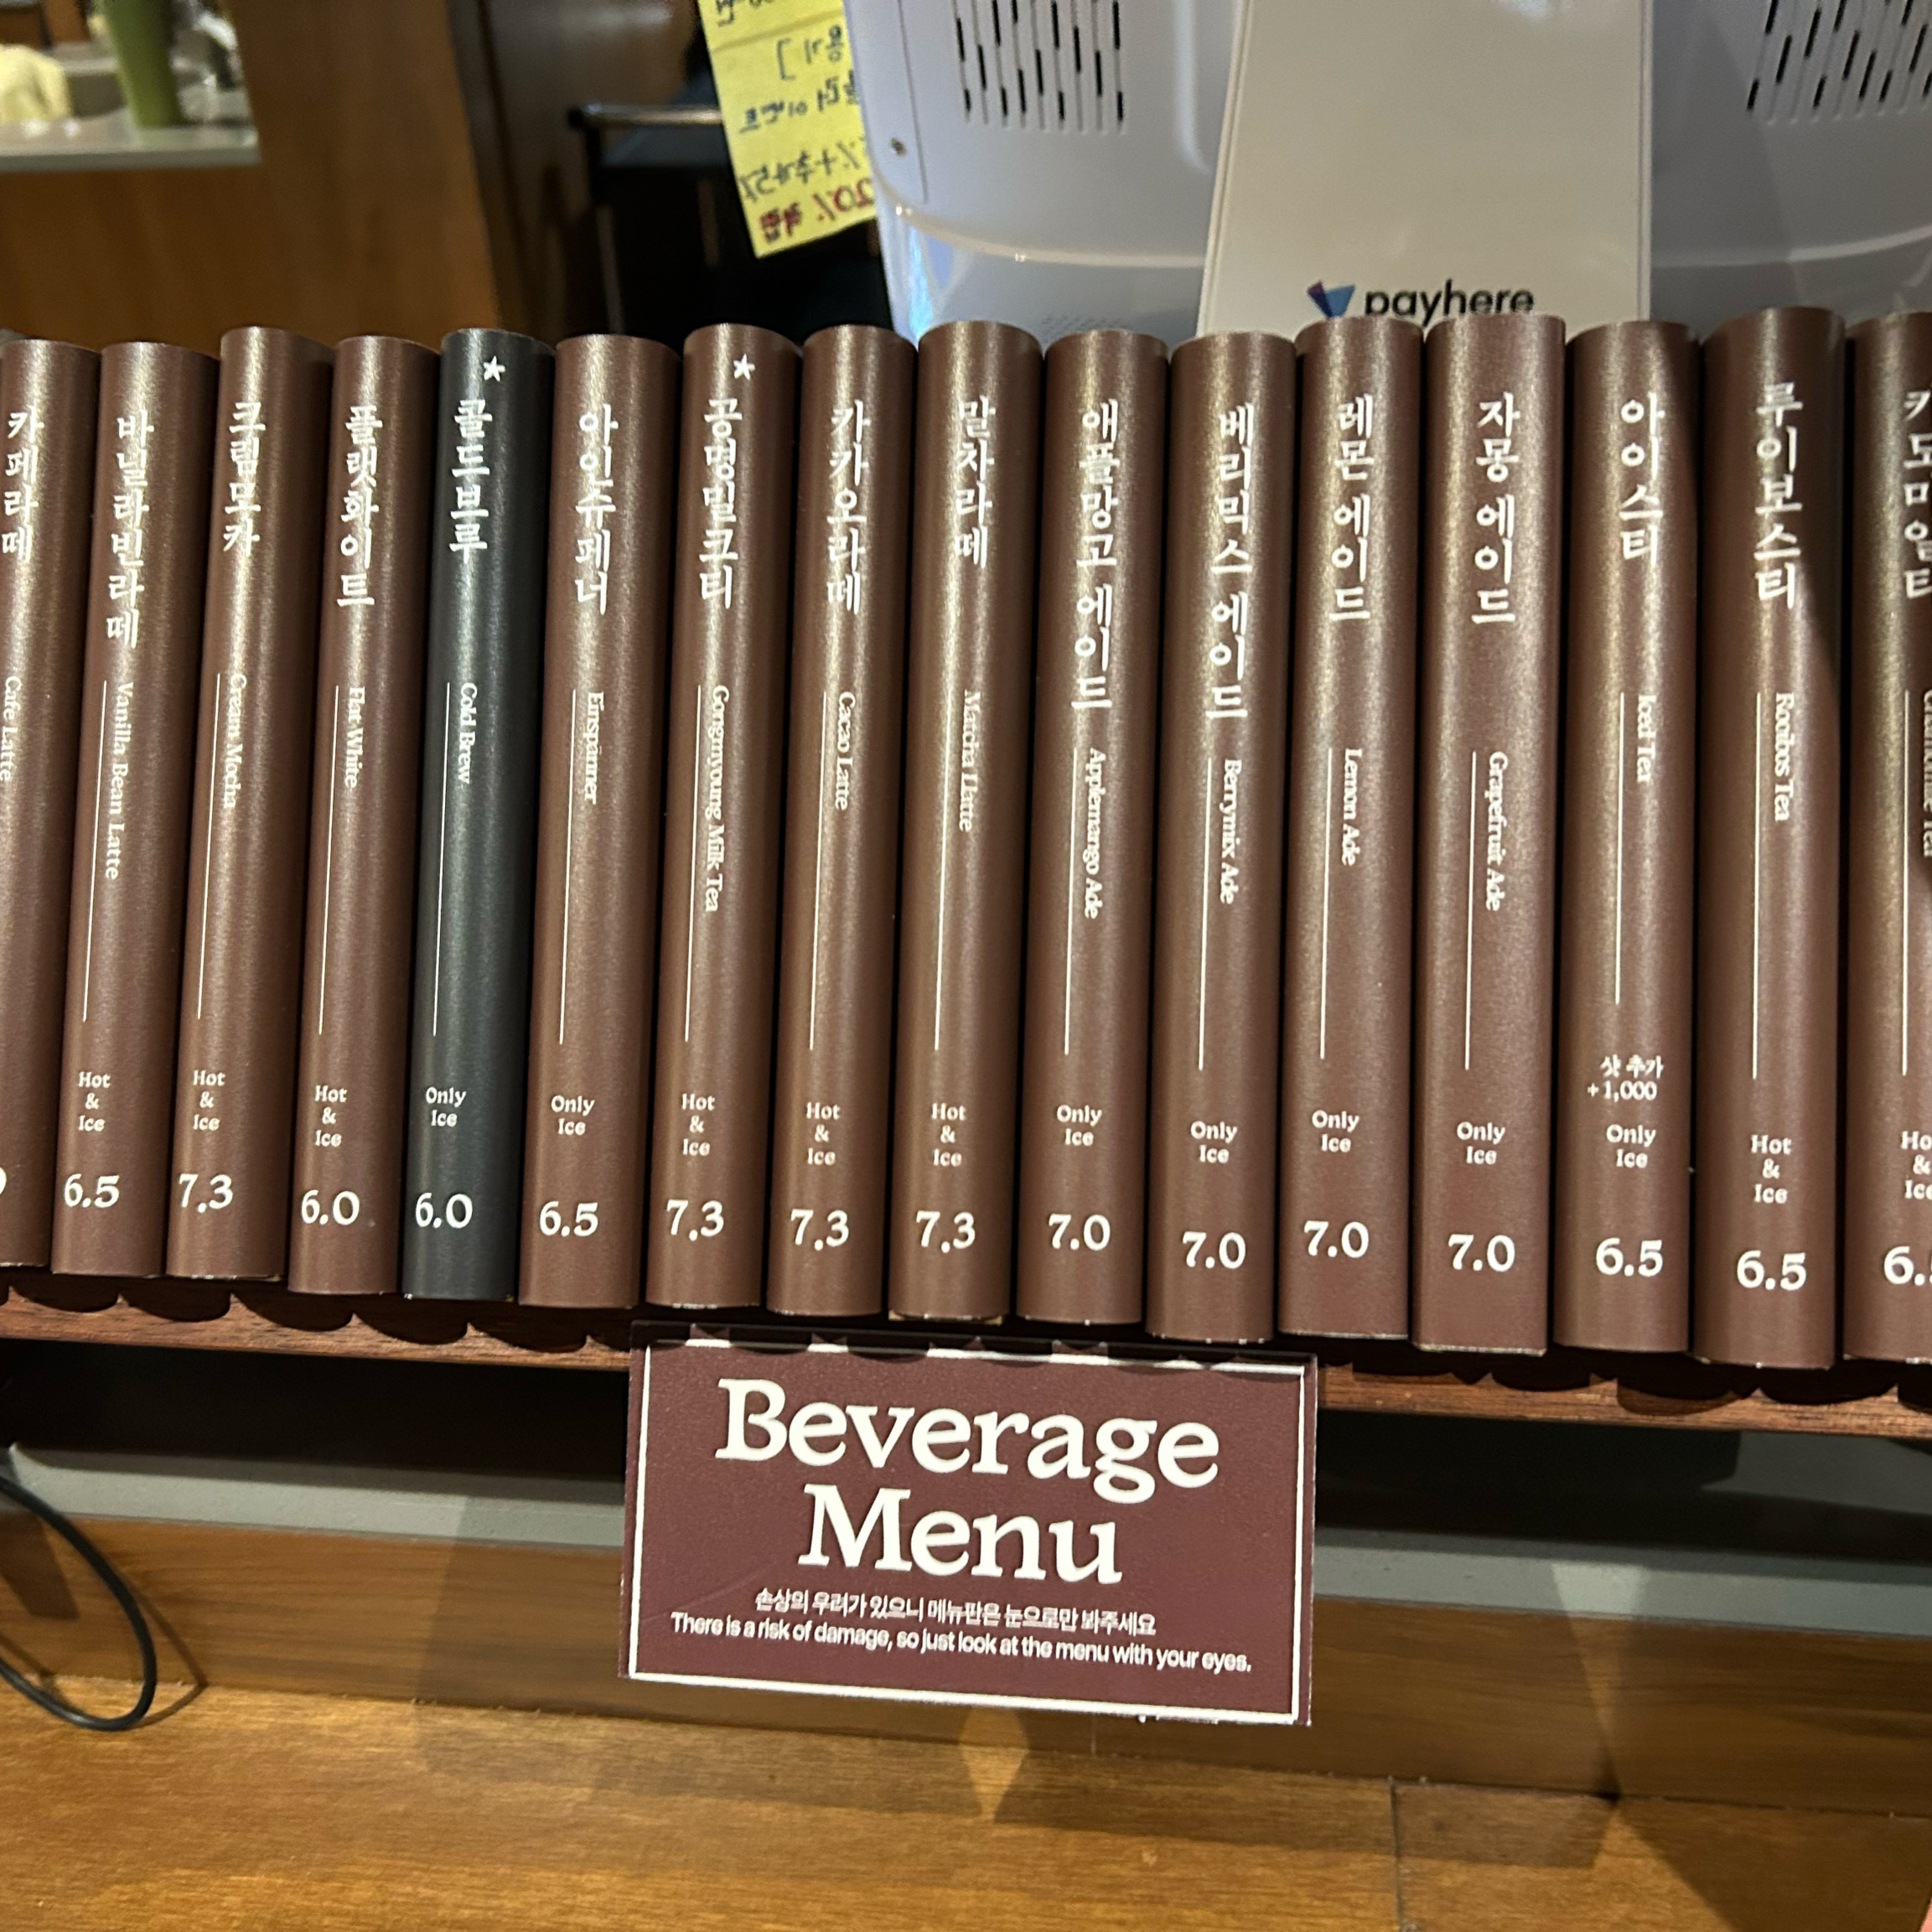 payhere
카페라떼
Cafe Latte
바닐라빈라떼
Vanilla Bean Latte
Hot
&
Ice
6.5
크림모카
Cream Mocha
Hot
&
Ice
7.3
플랫화이트
Flat White
Hot
&
Ice
6.0
콜드브루
Cold Brew
Only
Ice
6.0
아인슈페너
Einspänner
Only
Ice
6.5
공명밀크티
Gongmyoung Milk Tea
Hot
&
Ice
7.3
카카오라떼
Cacao Latte
Hot
&
Ice
7.3
말차라떼
Matcha Latte
Hot
&
Ice
7.3
애플망고 에이드
Applemango Ade
Only
Ice
7.0
베리믹스 에이드
Berrymix Ade
Only
Ice
7.0
레몬 에이드
Lemon Ade
Only
Ice
7.0
자몽 에이드
Grapefruit Ade
Only
Ice
7.0
아이스티
Iced Tea
샷 추가
+1,000
Only
Ice
6.5
루이보스티
Rooibos Tea
Hot
&
Ice
6.5
카모마일티
Beverage
Menu
손상의 우려가 있으니 메뉴판은 눈으로만 봐주세요
There is a risk of damage, so just look at the menu with your eyes.